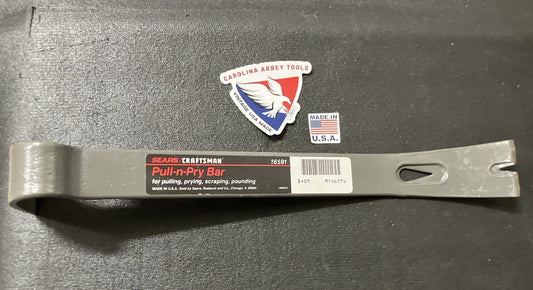 CAROLINA ABBEY TOOLS
VINTAGE USA MADE
MADE IN
U.S.A.
SEARS/CRAFTSMAN
Pull-n-Pry Bar
for pulling, prying, scraping, pounding
MADE IN U.S.A. Sold by Sears, Roebuck and Co., Chicago, IL 60684